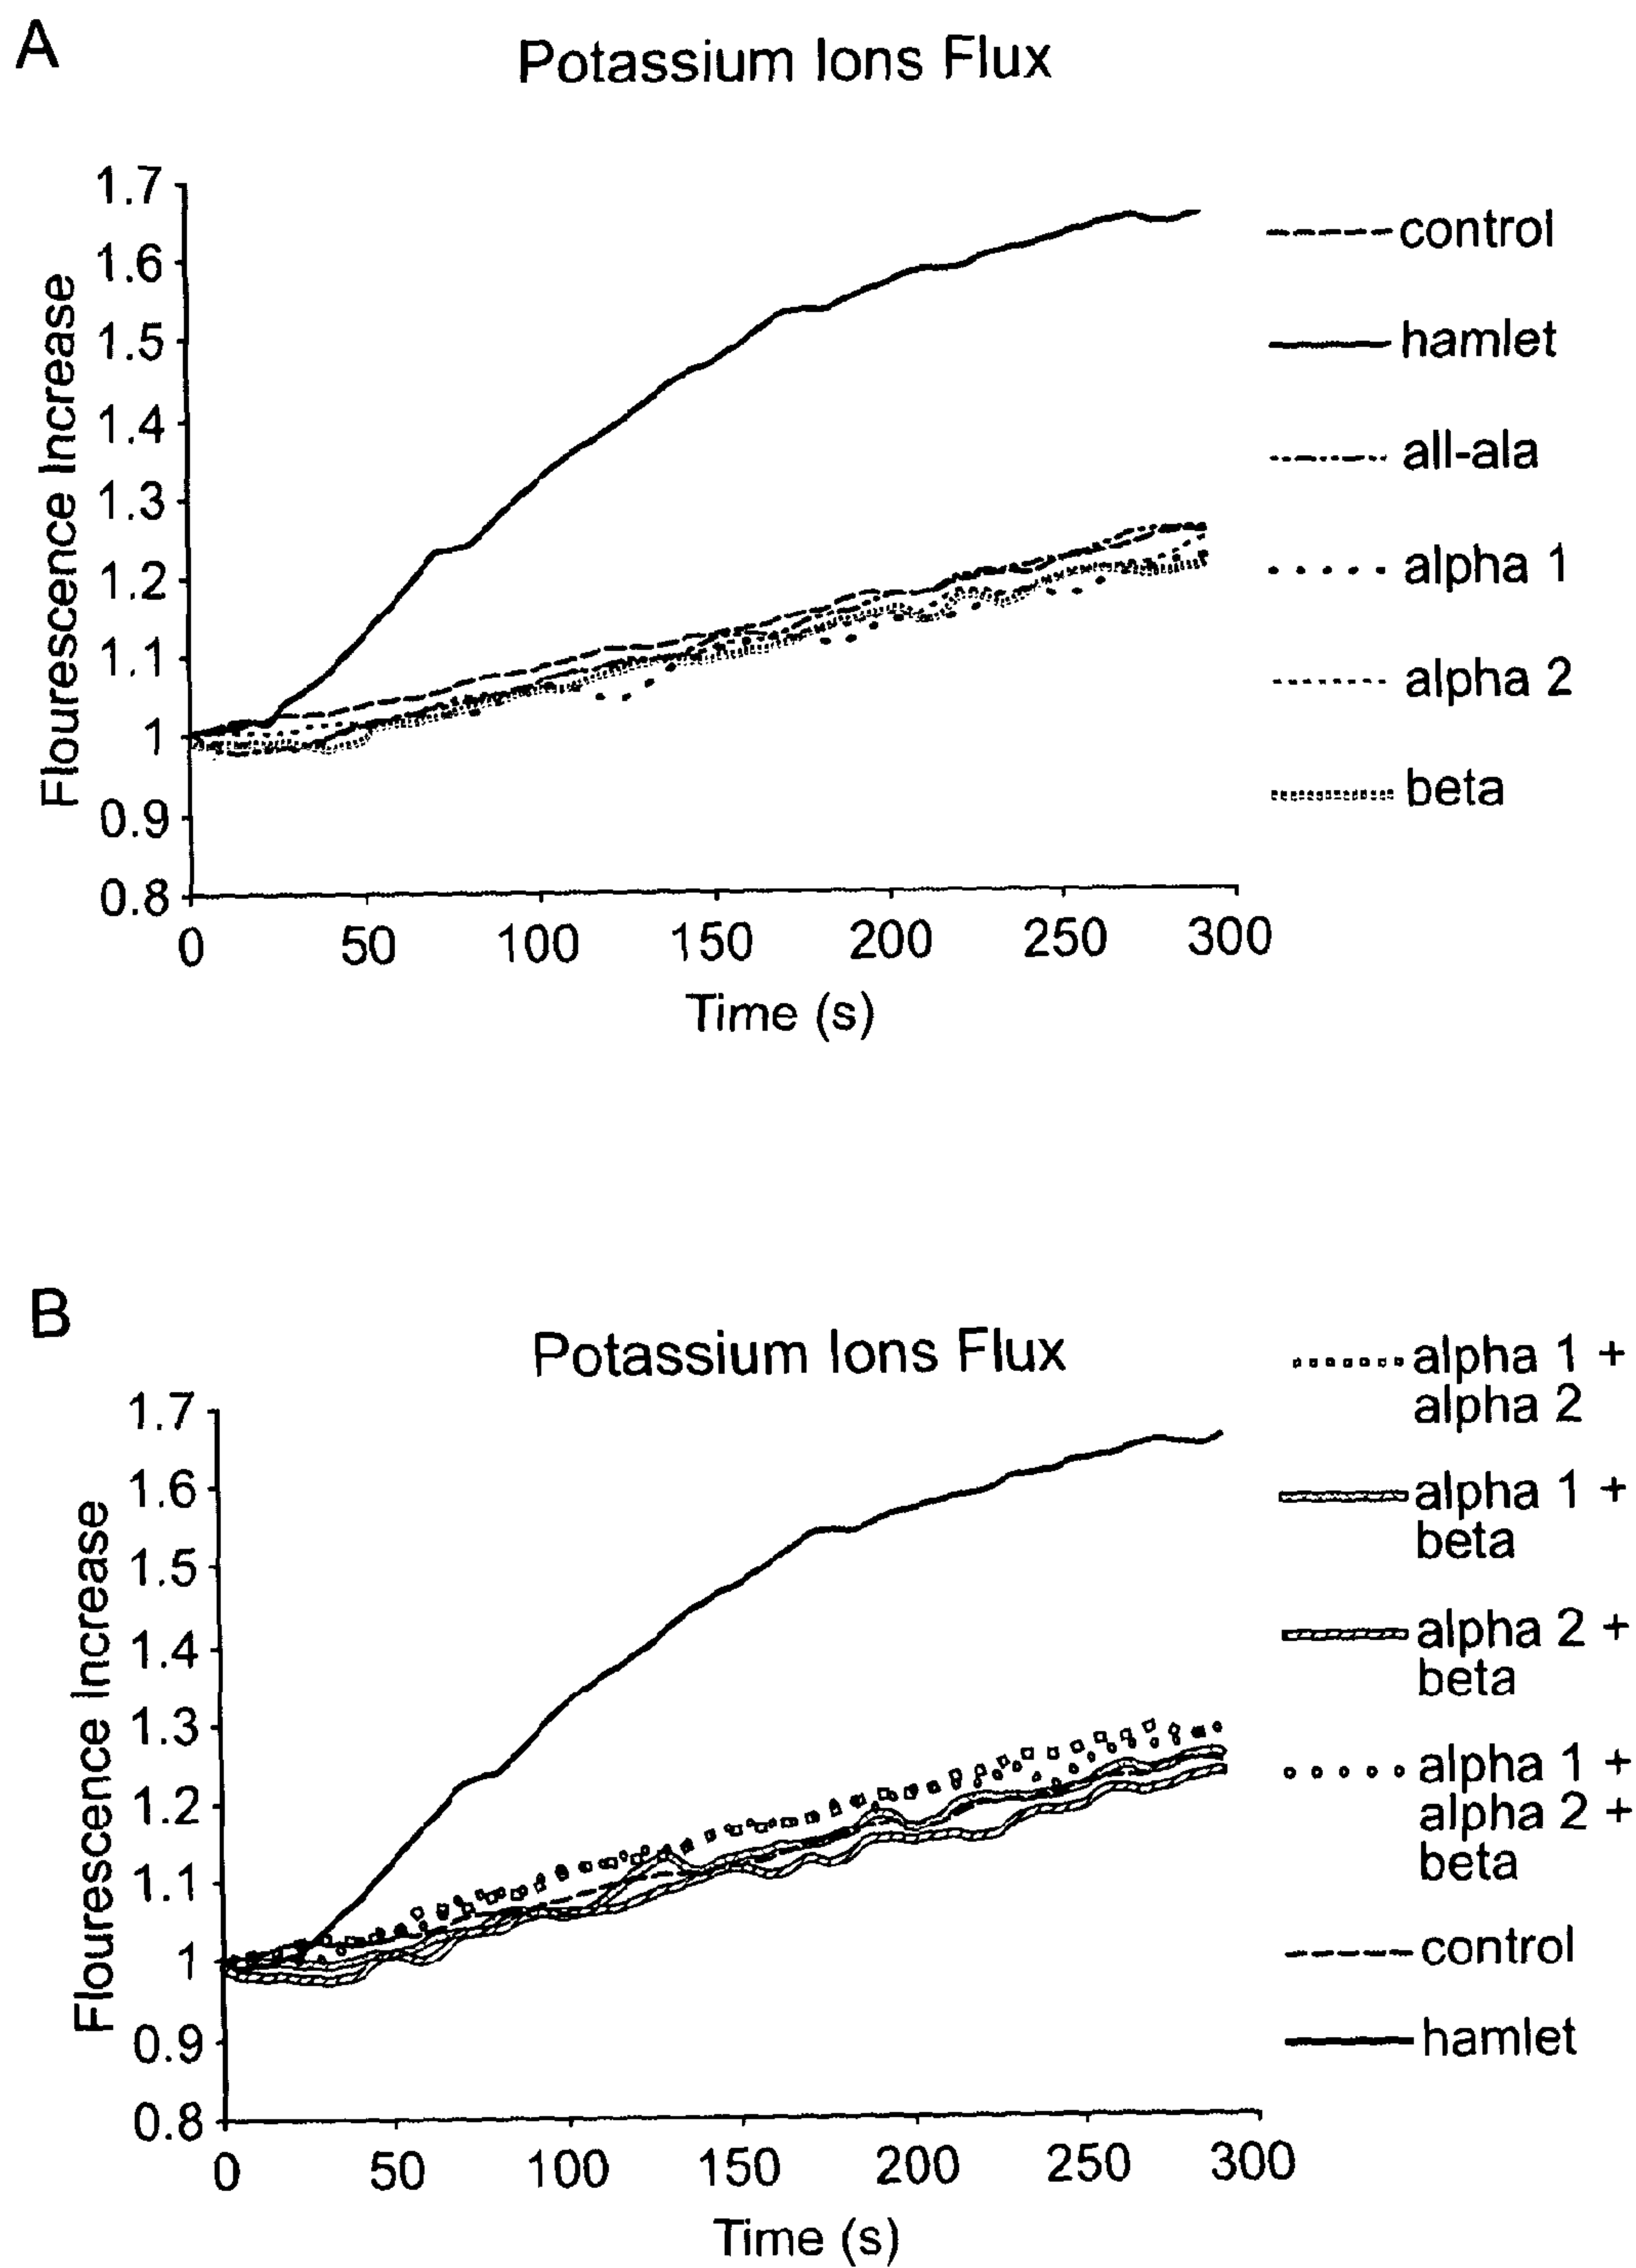 A
Potassium Ions Flux
1.7
1.6
1.5
1.4
1.3
1.2
1.1
1
0.9
0.8
Flourescence Increase
0 50 100 150 200 250 300
Time (s)
control
hamlet
all-ala
alpha 1
alpha 2
beta
B
Potassium Ions Flux
1.7
1.6
1.5
1.4
1.3
1.2
1.1
1
0.9
0.8
Flourescence Increase
0 50 100 150 200 250 300
Time (s)
alpha 1 +
alpha 2
alpha 1 +
beta
alpha 2 +
beta
alpha 1 +
alpha 2 +
beta
control
hamlet